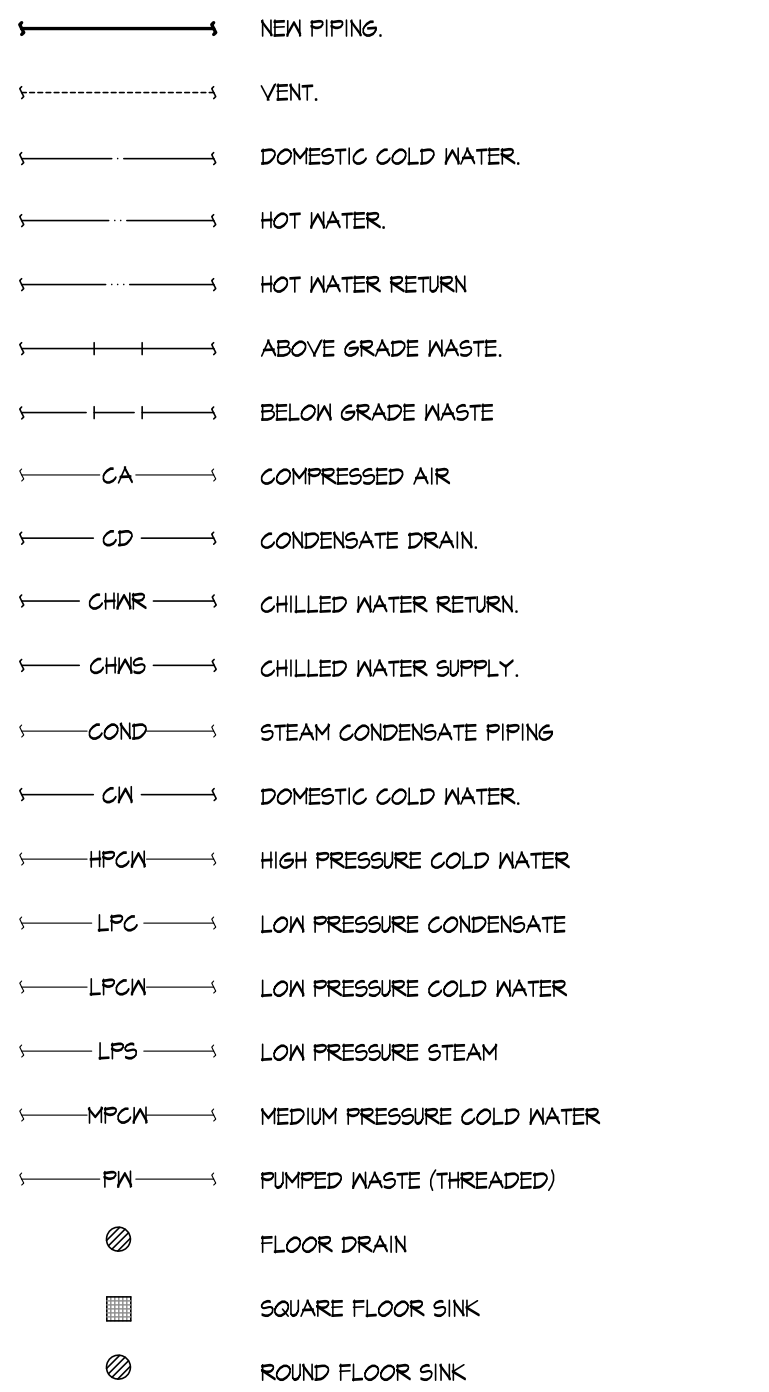 NEW PIPING.
VENT.
DOMESTIC COLD WATER.
HOT WATER.
HOT WATER RETURN
ABOVE GRADE WASTE.
BELOW GRADE WASTE
CA COMPRESSED AIR
CD CONDENSATE DRAIN.
CHWR CHILLED WATER RETURN.
CHWS CHILLED WATER SUPPLY.
COND STEAM CONDENSATE PIPING
CW DOMESTIC COLD WATER.
HPCW HIGH PRESSURE COLD WATER
LPC LOW PRESSURE CONDENSATE
LPCW LOW PRESSURE COLD WATER
LPS LOW PRESSURE STEAM
MPCW MEDIUM PRESSURE COLD WATER
PW PUMPED WASTE (THREADED)
FLOOR DRAIN
SQUARE FLOOR SINK
ROUND FLOOR SINK